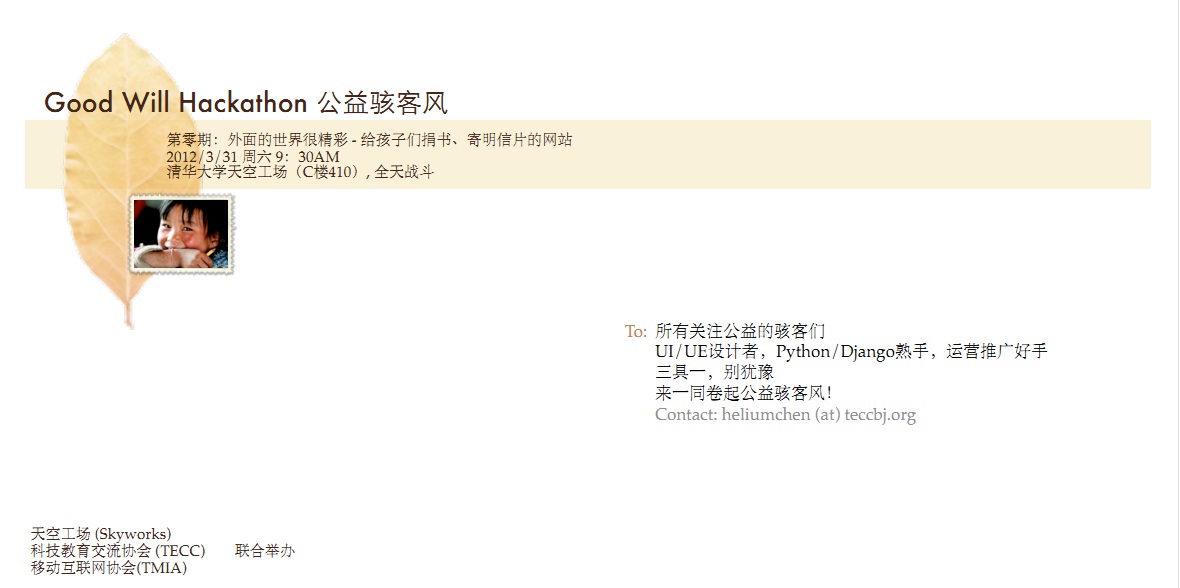 Good Will Hackathon 公益骇客风
第零期：外面的世界很精彩 - 给孩子们捐书、寄明信片的网站
2012/3/31 周六 9：30AM
清华大学天空工场（C楼410）, 全天战斗
To: 所有关注公益的骇客们
UI/UE设计者，Python/Django熟手，运营推广好手
三具一，别犹豫
来一同卷起公益骇客风！
Contact: heliumchen (at) teccbj.org
天空工场 (Skyworks)
科技教育交流协会 (TECC) 联合举办
移动互联网协会(TMIA)